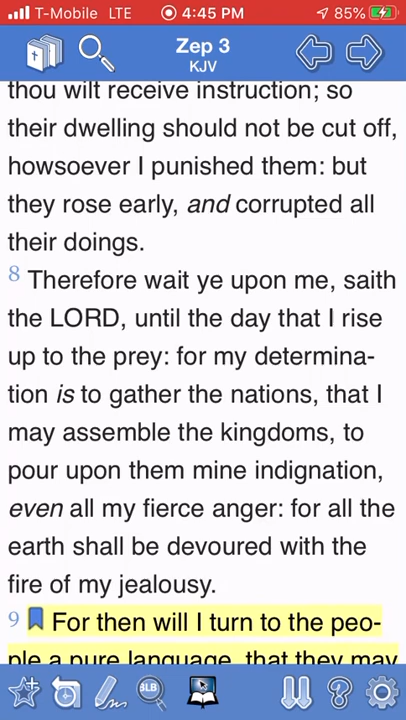 T-Mobile LTE 4:45 PM 85%
Zep 3
KJV
thou wilt receive instruction; so
their dwelling should not be cut off,
howsoever I punished them: but
they rose early, and corrupted all
their doings.
8 Therefore wait ye upon me, saith
the LORD, until the day that I rise
up to the prey: for my determina-
tion is to gather the nations, that I
may assemble the kingdoms, to
pour upon them mine indignation,
even all my fierce anger: for all the
earth shall be devoured with the
fire of my jealousy.
9 For then will I turn to the peo-
ple a pure language, that they may
BLB